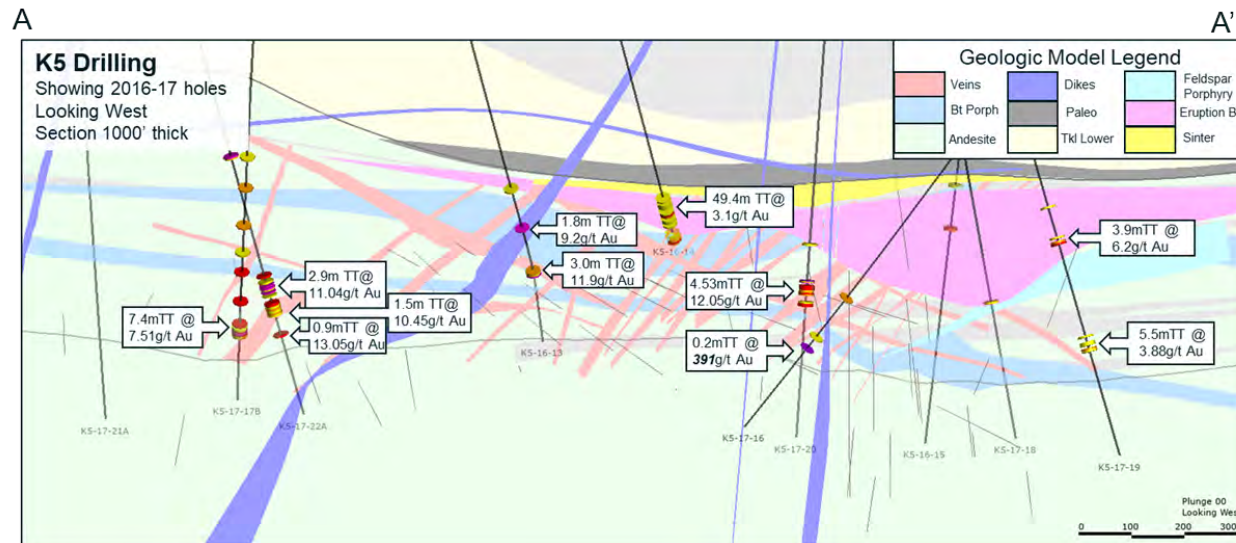 A
A'
K5 Drilling
Showing 2016-17 holes
Looking West
Section 1000' thick
Geologic Model Legend
Veins
Dikes
Feldspar
Porphyry
Bt Porph
Paleo
Eruption B
Andesite
Tkl Lower
Sinter
49.4m TT@
3.1g/t Au
1.8m TT@
9.2g/t Au
3.9mTT @
6.2g/t Au
3.0m TT@
11.9g/t Au
2.9m TT@
11.04g/t Au
4.53mTT @
12.05g/t Au
1.5m TT@
10.45g/t Au
7.4mTT @
7.51g/t Au
0.9mTT @
13.05g/t Au
0.2mTT @
391g/t Au
5.5mTT @
3.88g/t Au
K5-16-13
K5-17-21A
K5-17-17B
K5-17-22A
K5-17-16
K5-17-20
K5-16-15
K5-17-18
K5-17-19
Plunge 00
Looking West
0 100 200 300